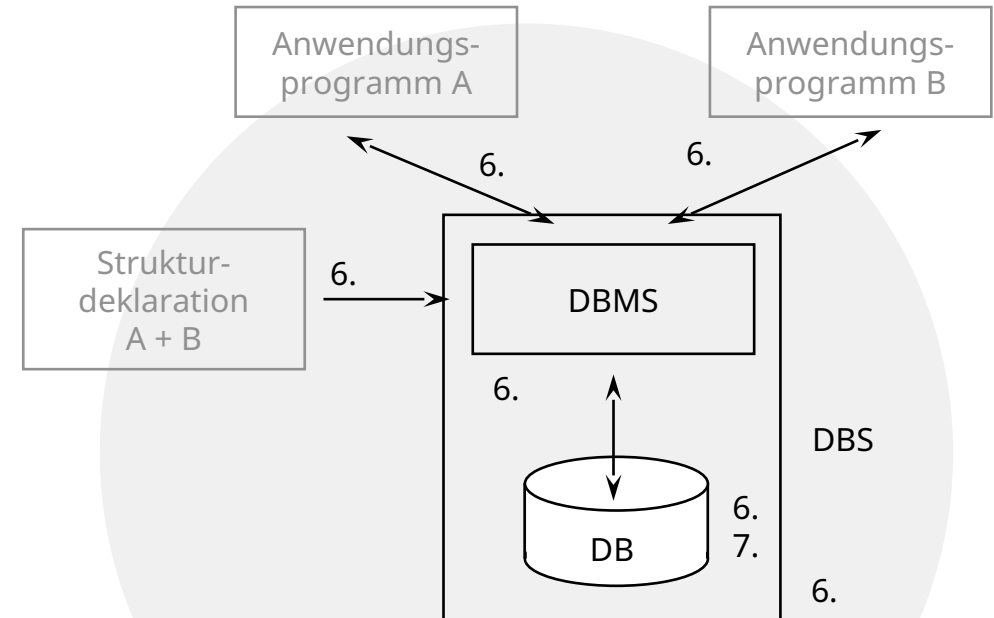 Anwendungs-
programm A
Anwendungs-
programm B
6.
6.
Struktur-
deklaration
A + B
6.
DBMS
6.
DBS
DB
6.
7.
6.